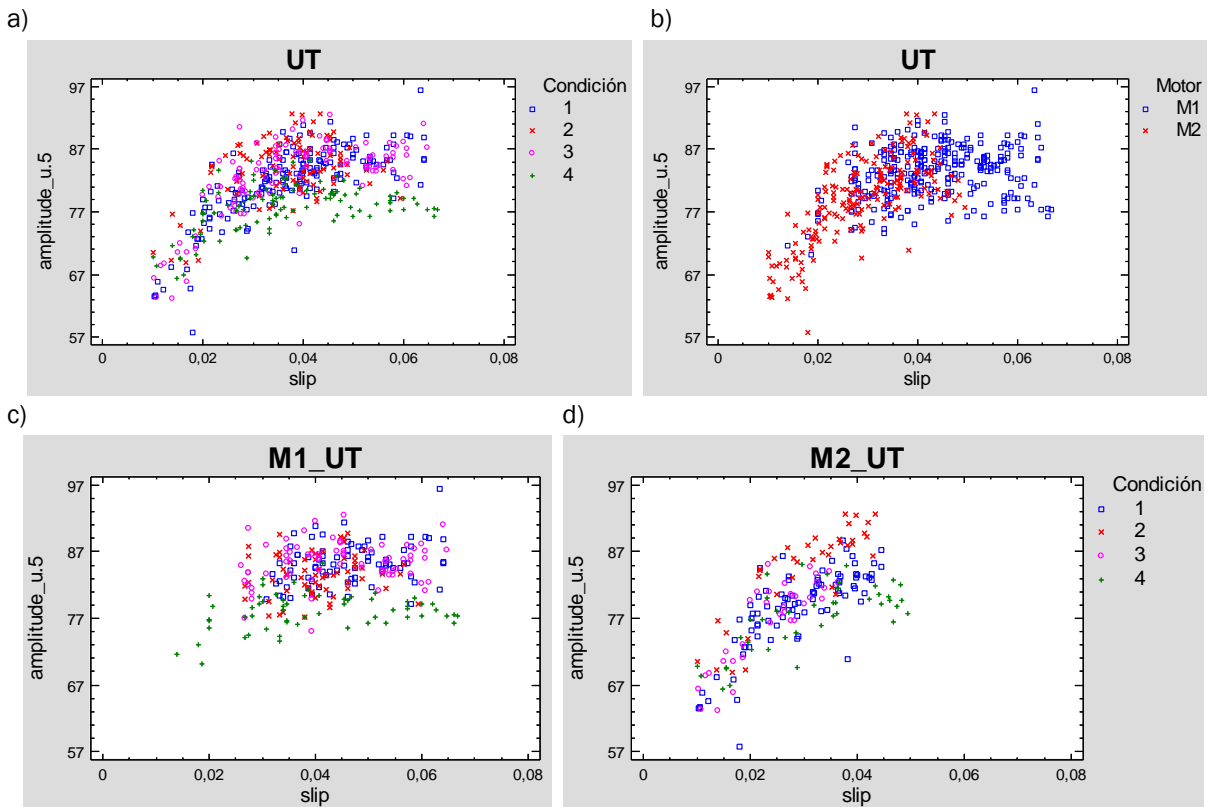 a)
UT
amplitude_u.5
97
87
77
67
57
0
0,02
0,04
0,06
0,08
slip
Condición
1
2
3
4
b)
UT
amplitude_u.5
97
87
77
67
57
0
0,02
0,04
0,06
0,08
slip
Motor
M1
M2
c)
M1_UT
amplitude_u.5
97
87
77
67
57
0
0,02
0,04
0,06
0,08
slip
d)
M2_UT
amplitude_u.5
97
87
77
67
57
0
0,02
0,04
0,06
0,08
slip
Condición
1
2
3
4